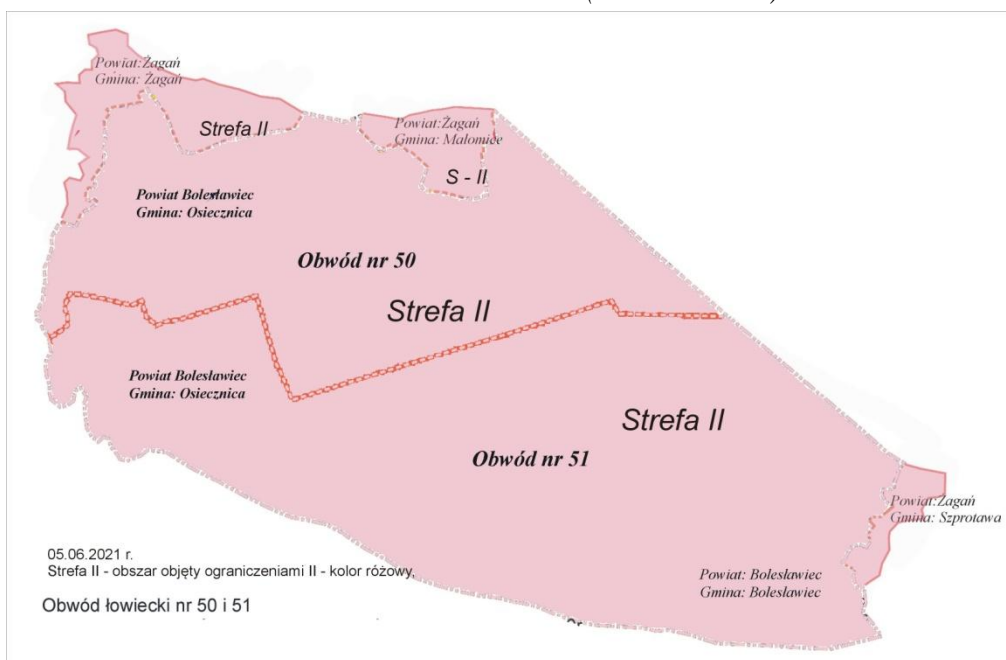 Powiat:Żagań
Gmina: Żagań
Strefa II
Powiat:Żagań
Gmina: Małomice
S - II
Powiat Bolesławiec
Gmina: Osiecznica
Obwód nr 50
Strefa II
Powiat Bolesławiec
Gmina: Osiecznica
Strefa II
Obwód nr 51
Powiat:Żagań
Gmina: Szprotawa
05.06.2021 r.
Strefa II - obszar objęty ograniczeniami II - kolor różowy,
Powiat: Bolesławiec
Gmina: Bolesławiec
Obwód łowiecki nr 50 i 51